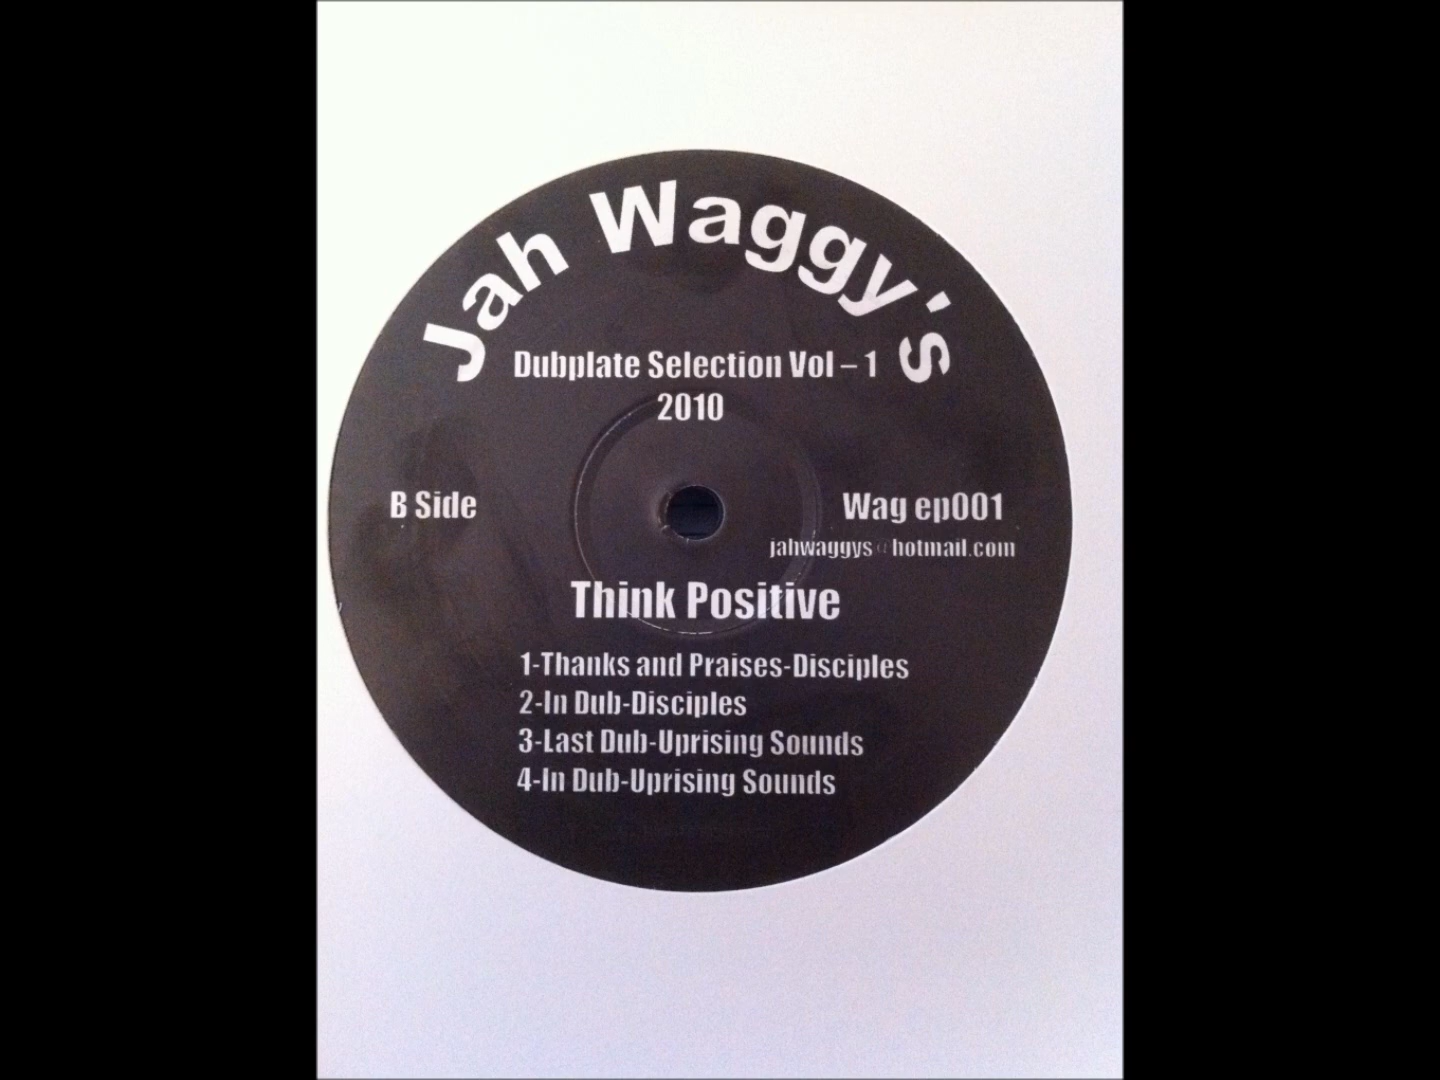 Jah Waggy's
Dubplate Selection Vol – 1
2010
B Side
Wag ep001
jahwaggys@hotmail.com
Think Positive
1-Thanks and Praises-Disciples
2-In Dub-Disciples
3-Last Dub-Uprising Sounds
4-In Dub-Uprising Sounds